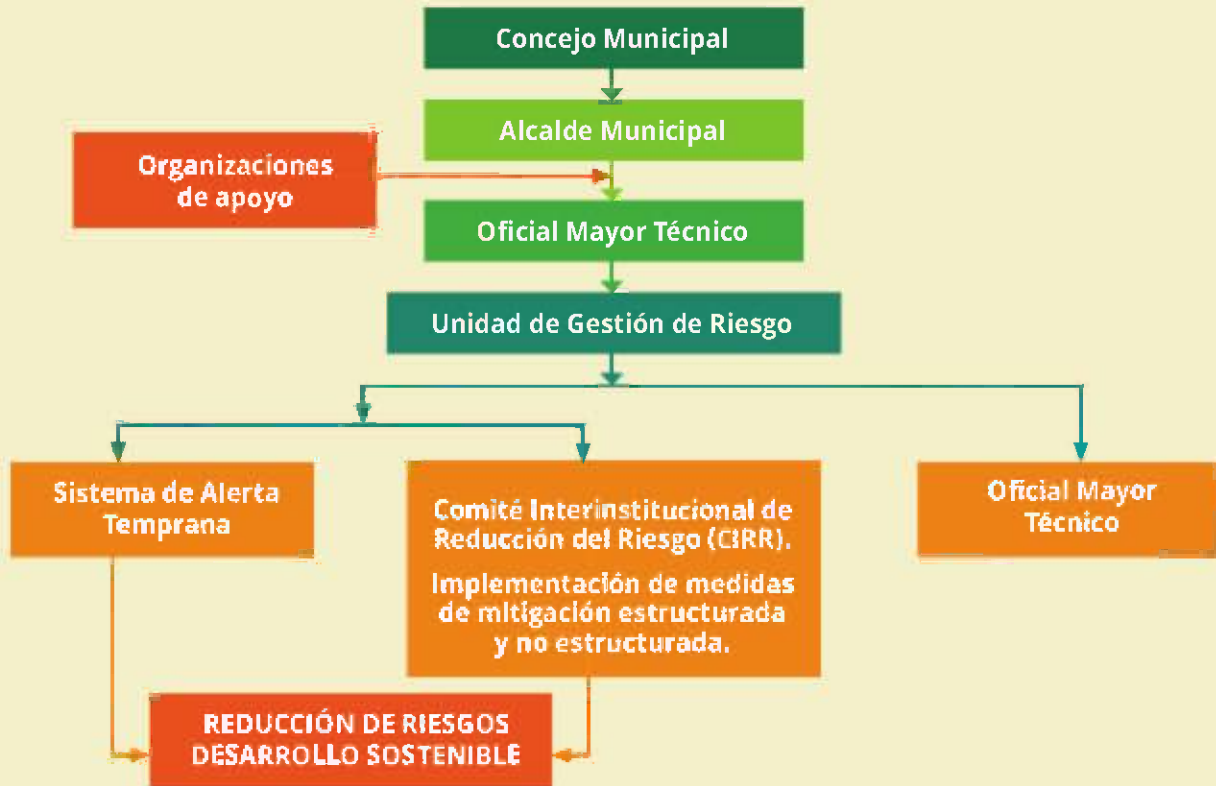 Concejo Municipal
Alcalde Municipal
Organizaciones
de apoyo
Oficial Mayor Técnico
Unidad de Gestión de Riesgo
Sistema de Alerta
Temprana
Comité Interinstitucional de
Reducción del Riesgo (CIRR).
Implementación de medidas
de mitigación estructurada
y no estructurada.
Oficial Mayor
Técnico
REDUCCIÓN DE RIESGOS
DESARROLLO SOSTENIBLE